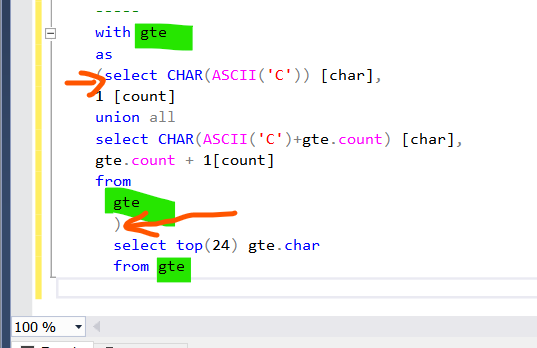 -----
with gte
as
(select CHAR(ASCII('C')) [char],
1 [count]
union all
select CHAR(ASCII('C')+gte.count) [char],
gte.count + 1[count]
from
gte
)
select top(24) gte.char
from gte
100 %